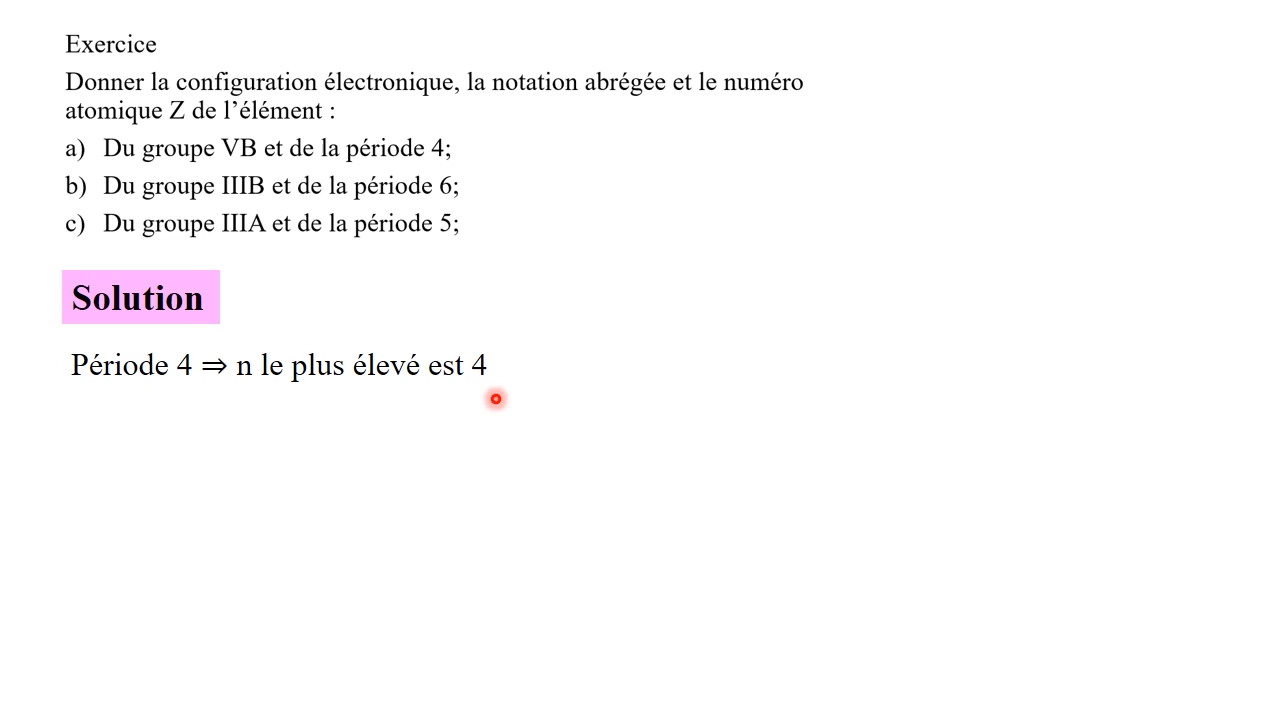 Exercice
Donner la configuration électronique, la notation abrégée et le numéro
atomique Z de l’élément :
a) Du groupe VB et de la période 4;
b) Du groupe IIIB et de la période 6;
c) Du groupe IIIA et de la période 5;
Solution
Période 4 ⇒ n le plus élevé est 4